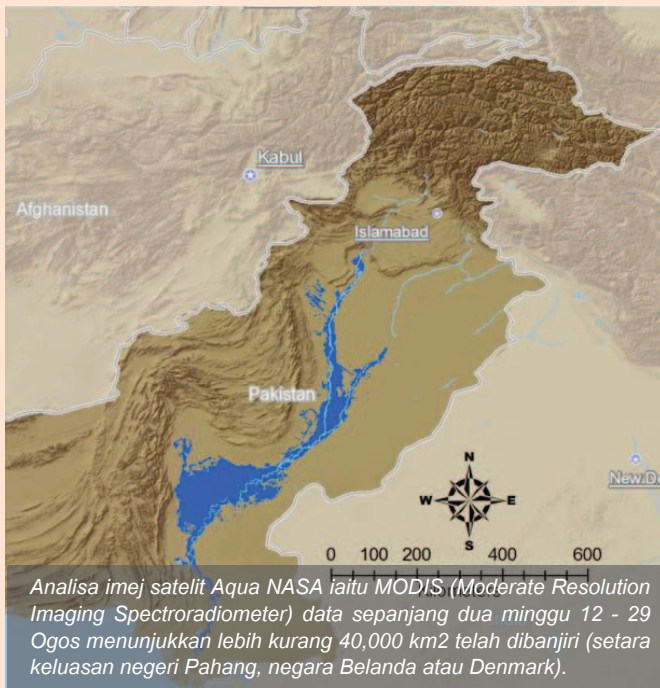 Kabul
Afghanistan
Islamabad
Pakistan
N
W E
S
New
0 100 200 400 600
Analisa imej satelit Aqua NASA iaitu MODIS (Moderate Resolution
Imaging Spectroradiometer) data sepanjang dua minggu 12 - 29
Ogos menunjukkan lebih kurang 40,000 km2 telah dibanjiri (setara
keluasan negeri Pahang, negara Belanda atau Denmark).